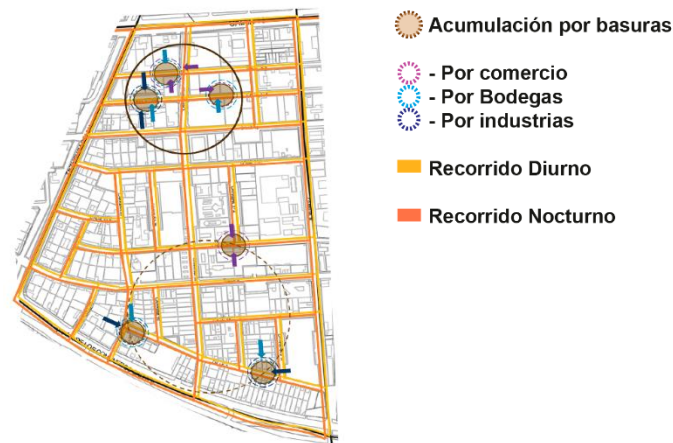 Acumulación por basuras
- Por comercio
- Por Bodegas
- Por industrias
Recorrido Diurno
Recorrido Nocturno